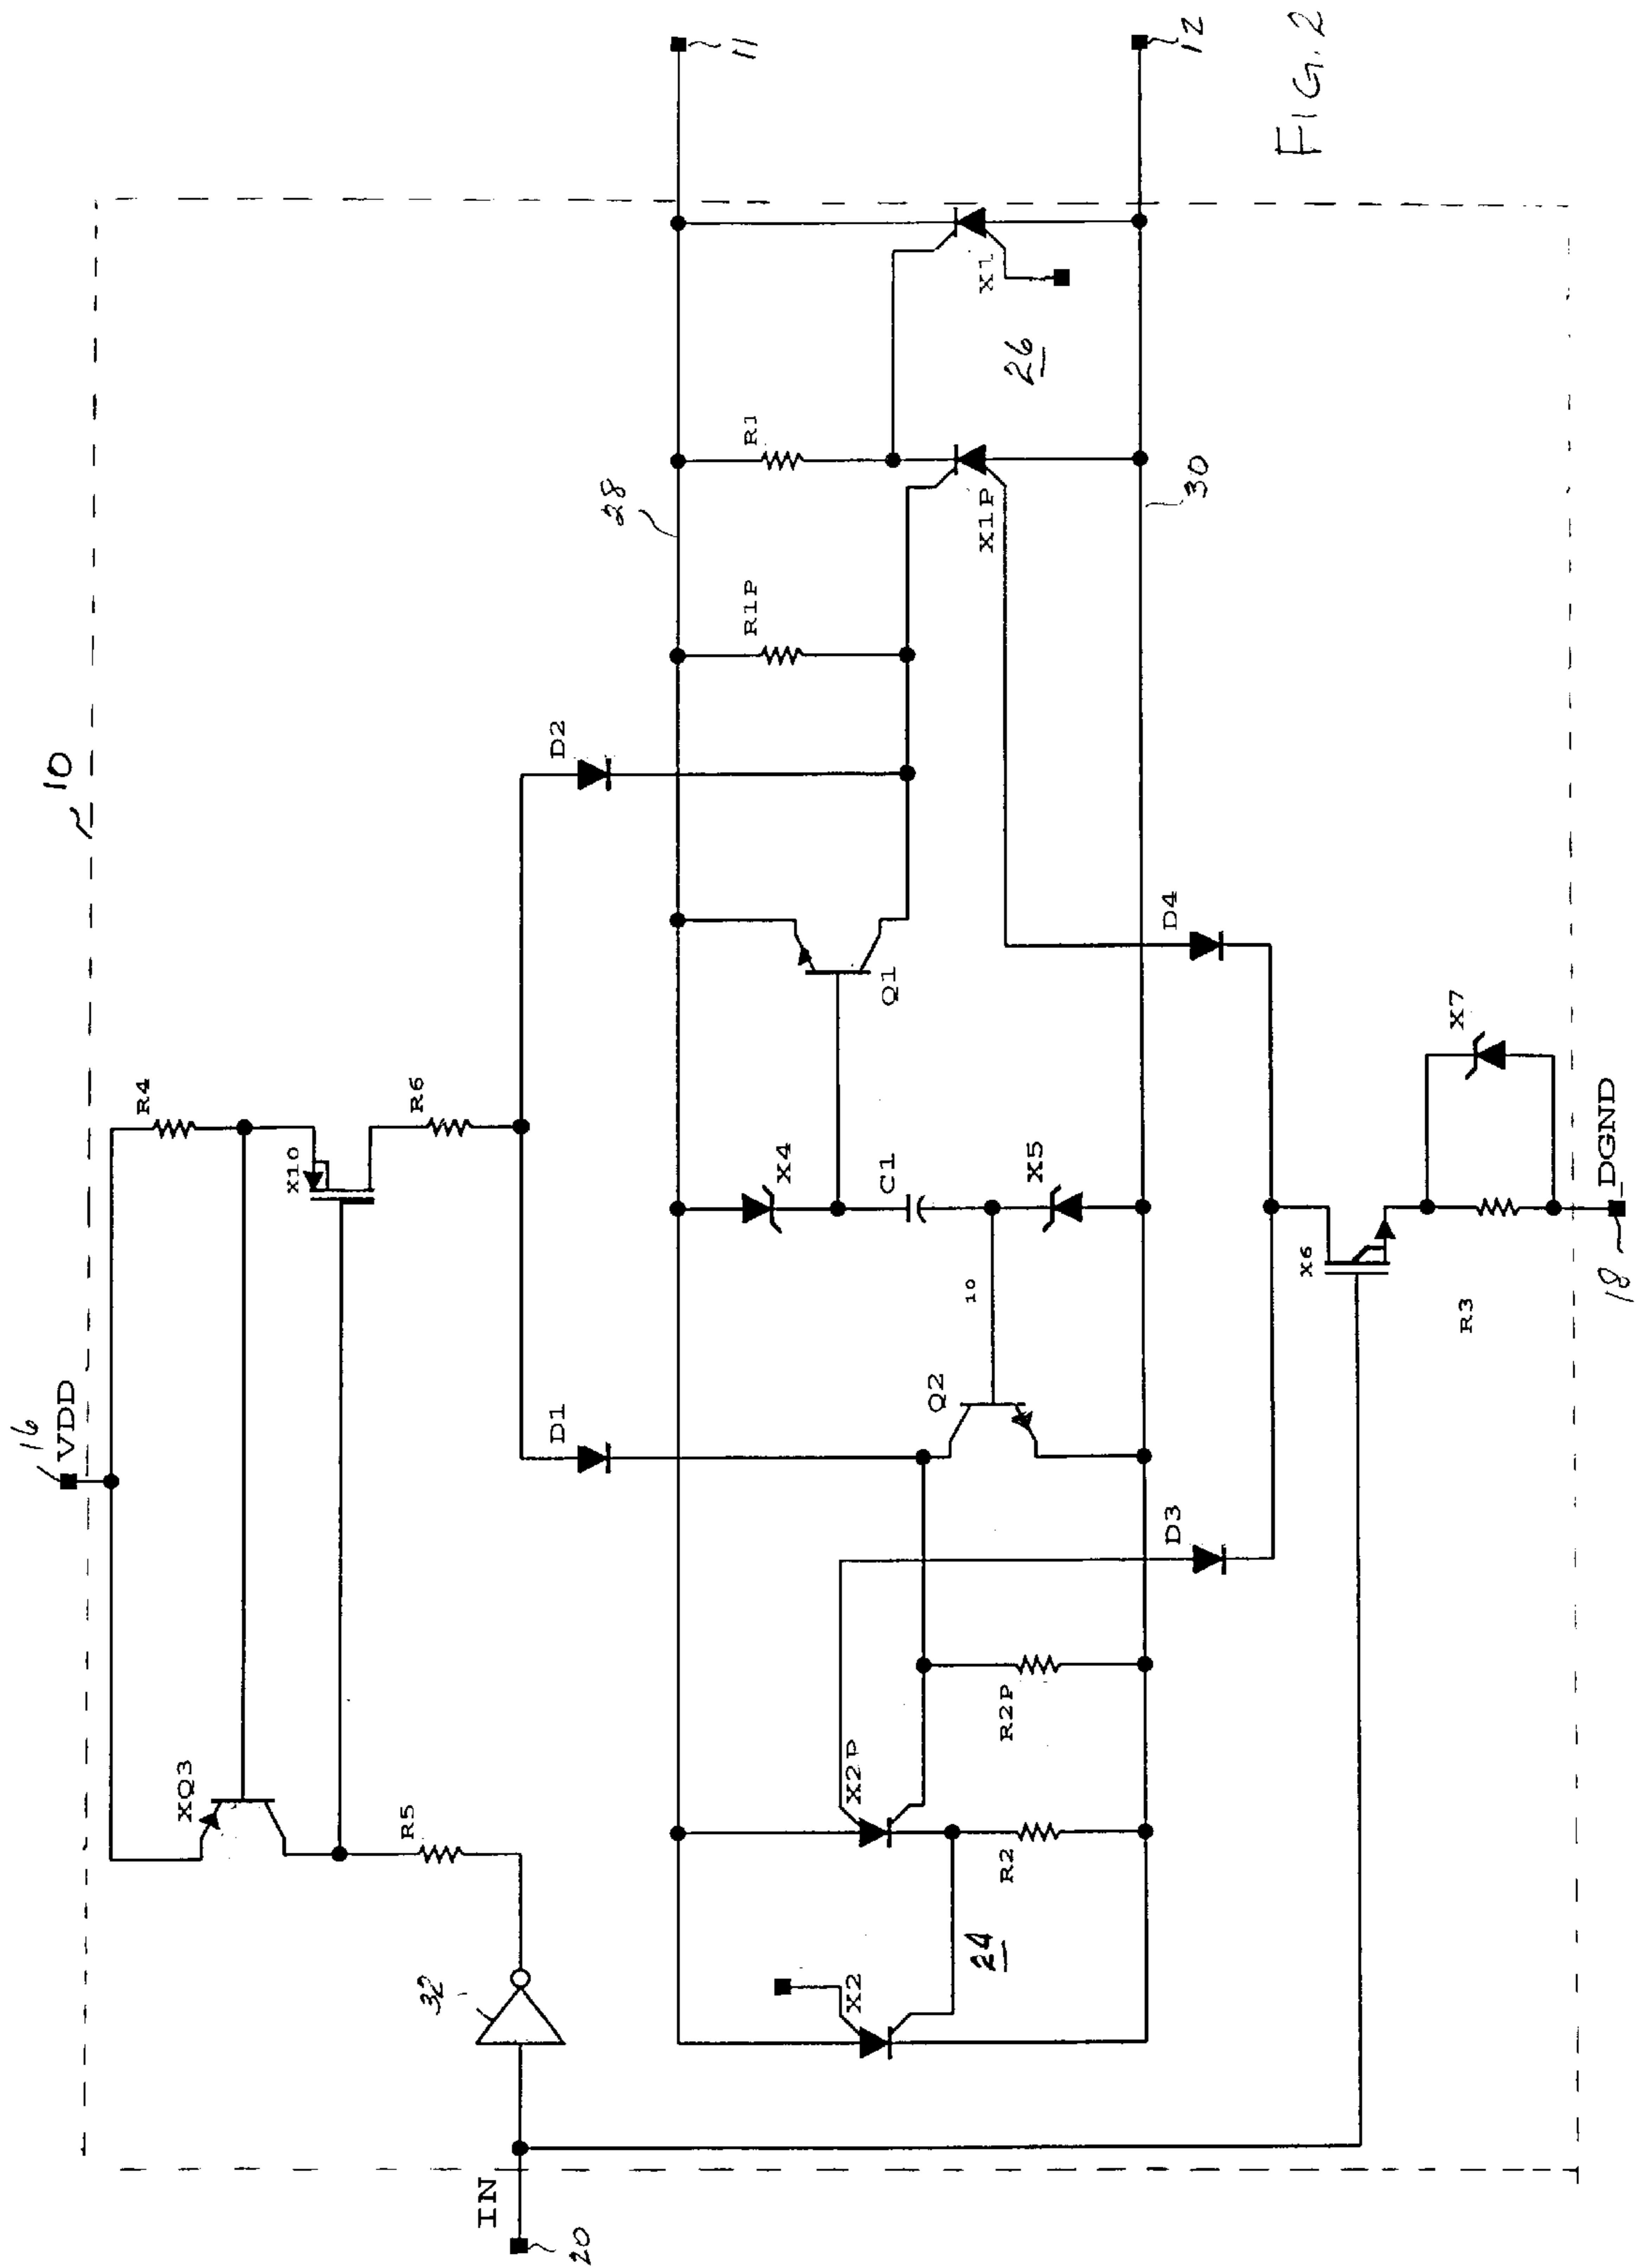 FIG. 2
10
16
VDD
R4
XQ3
X10
R5
R6
32
IN
20
D1
D2
28
11
R1P
R1
X4
Q1
C1
X2P
X2
Q2
10
X5
X1P
X1
26
24
R2
R2P
30
12
D3
D4
X6
R3
X7
18
DGND